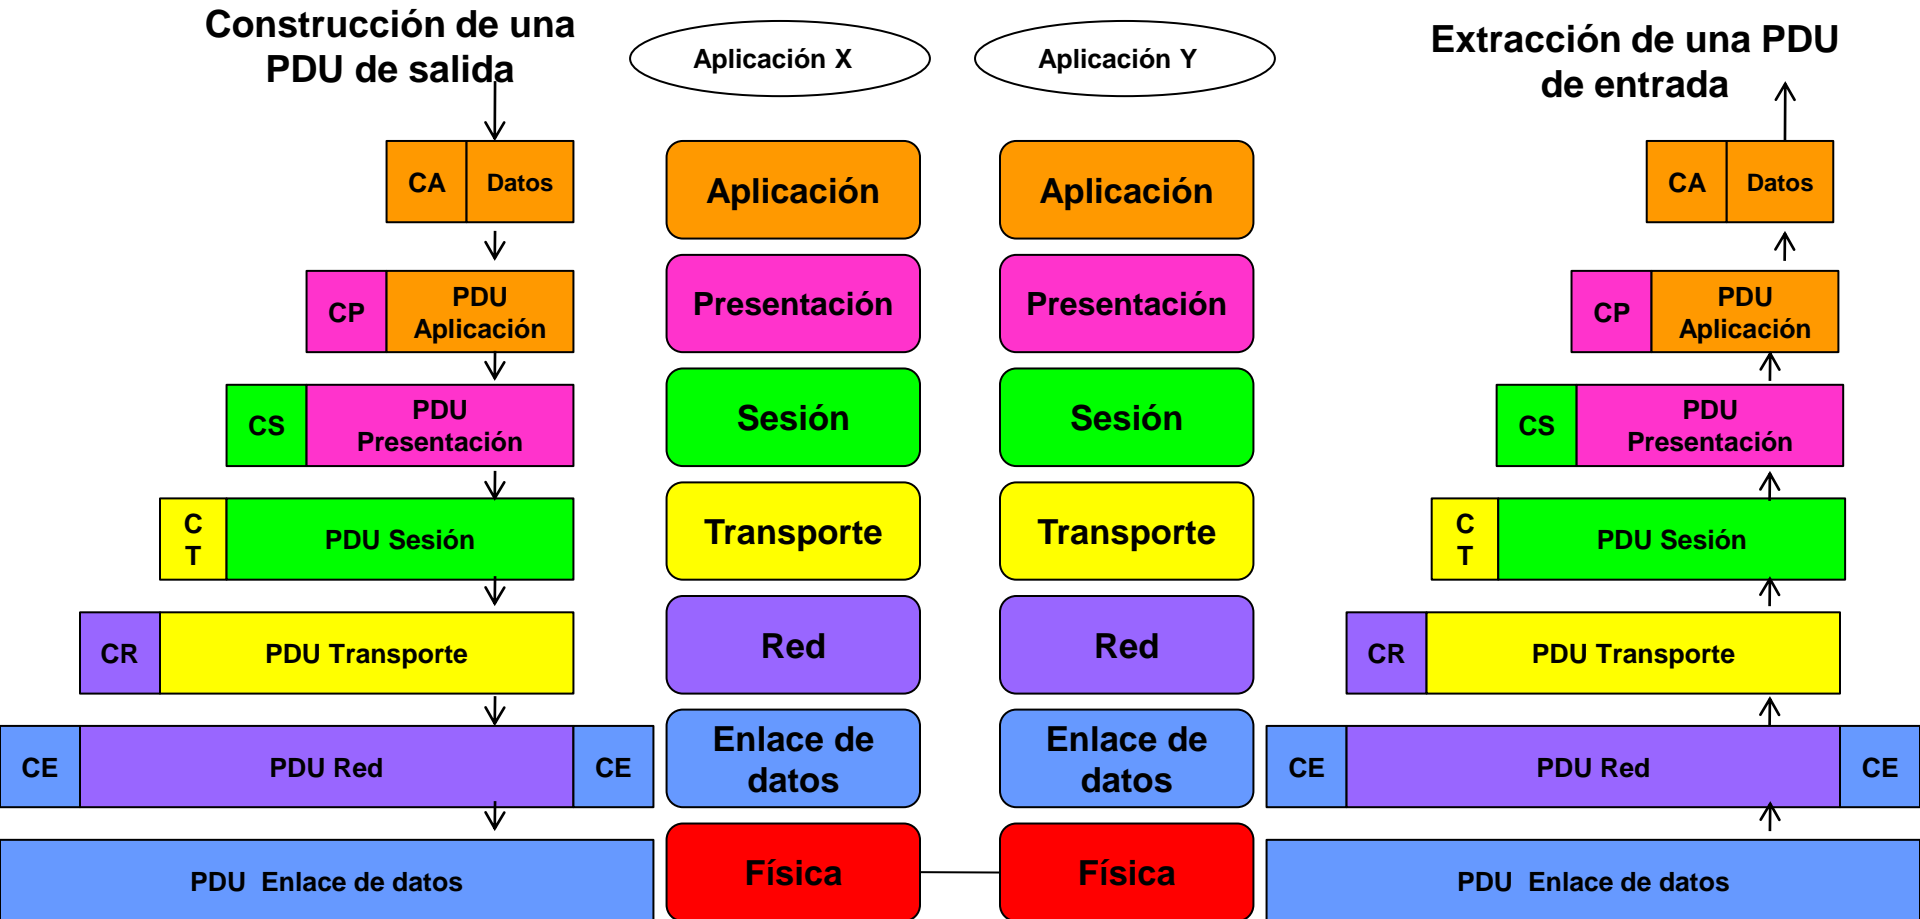 Construcción de una
PDU de salida
Aplicación X
Aplicación Y
Extracción de una PDU
de entrada
CA
Datos
Aplicación
Aplicación
CA
Datos
CP
PDU
Aplicación
Presentación
Presentación
CP
PDU
Aplicación
CS
PDU
Presentación
Sesión
Sesión
CS
PDU
Presentación
C
T
PDU Sesión
Transporte
Transporte
C
T
PDU Sesión
CR
PDU Transporte
Red
Red
CR
PDU Transporte
CE
PDU Red
CE
Enlace de
datos
Enlace de
datos
CE
PDU Red
CE
PDU Enlace de datos
Física
Física
PDU Enlace de datos